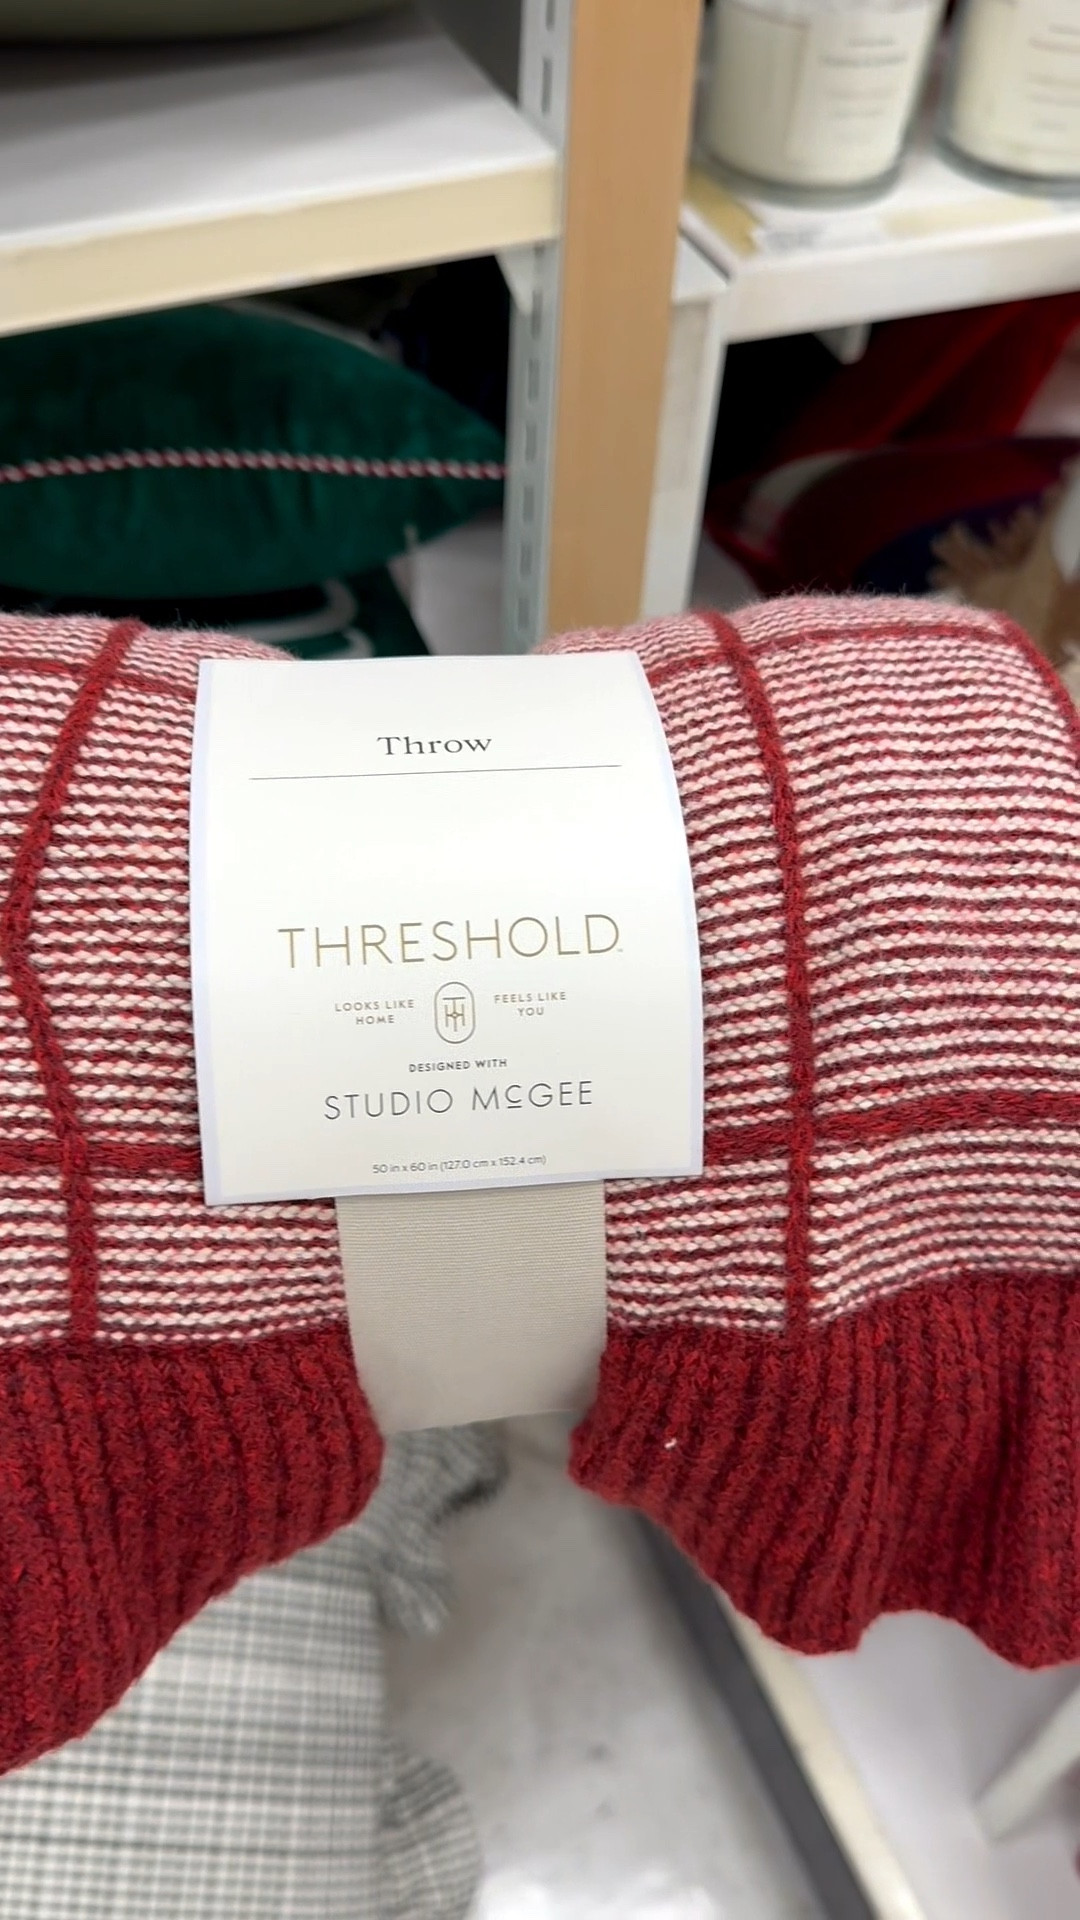 Throw
THRESHOLD™
LOOKS LIKE HOME
FEELS LIKE YOU
DESIGNED WITH
STUDIO McGEE
50 in x 60 in (127.0 cm x 152.4 cm)